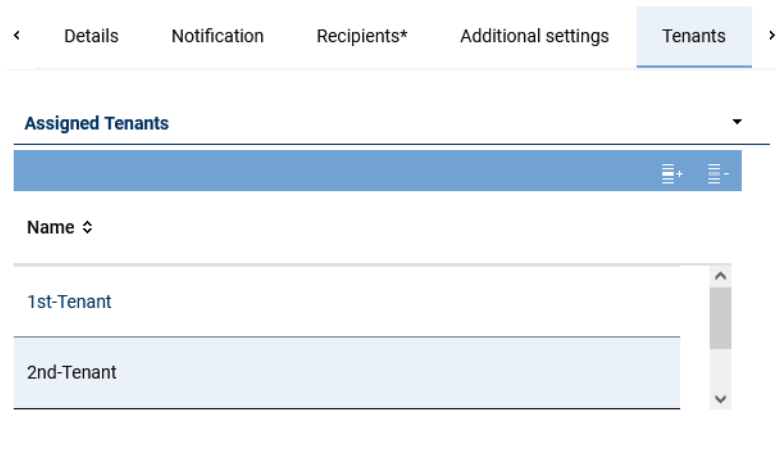 Details Notification Recipients* Additional settings Tenants
Assigned Tenants
Name
1st-Tenant
2nd-Tenant